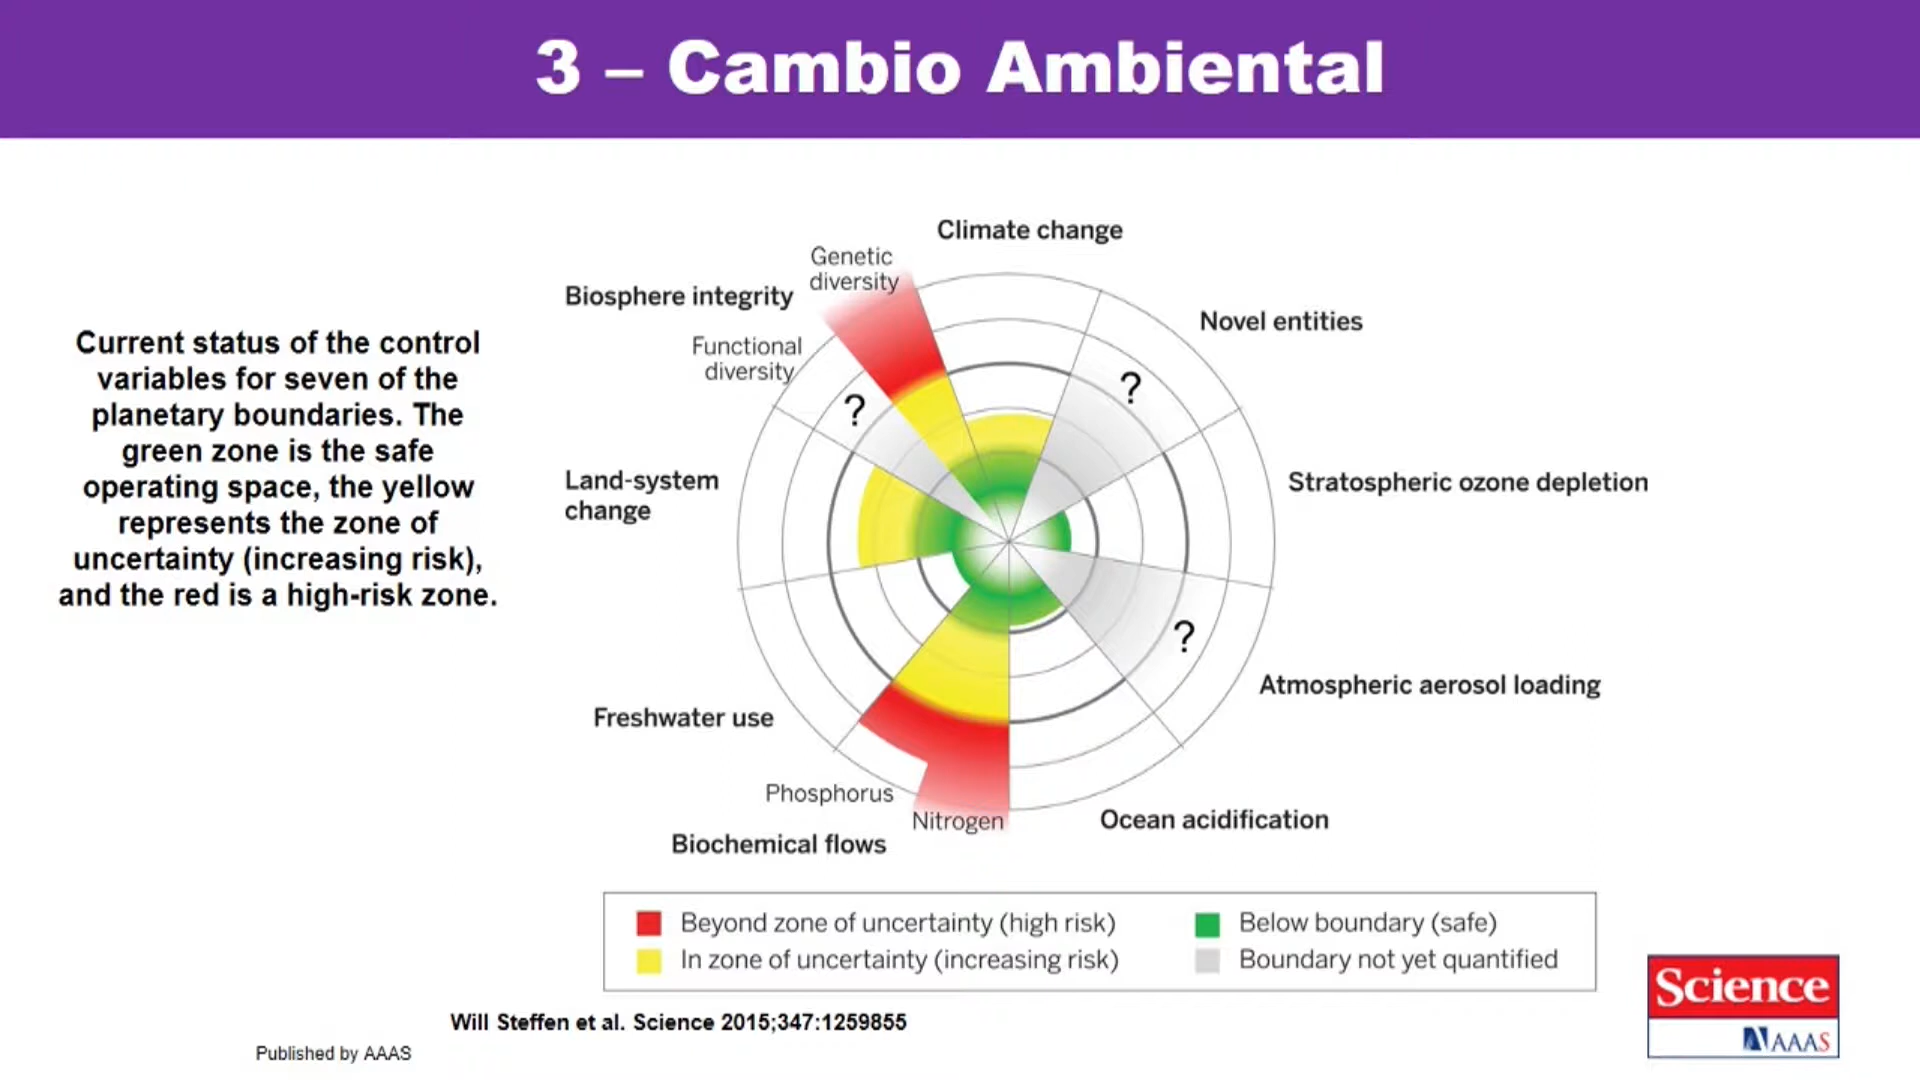 3 – Cambio Ambiental
Current status of the control
variables for seven of the
planetary boundaries. The
green zone is the safe
operating space, the yellow
represents the zone of
uncertainty (increasing risk),
and the red is a high-risk zone.
Climate change
Genetic
diversity
Biosphere integrity
Functional
diversity
Novel entities
?
?
Land-system
change
Stratospheric ozone depletion
?
Atmospheric aerosol loading
Freshwater use
Phosphorus
Nitrogen
Biochemical flows
Ocean acidification
Beyond zone of uncertainty (high risk)
In zone of uncertainty (increasing risk)
Below boundary (safe)
Boundary not yet quantified
Will Steffen et al. Science 2015;347:1259855
Published by AAAS
Science
AAAS